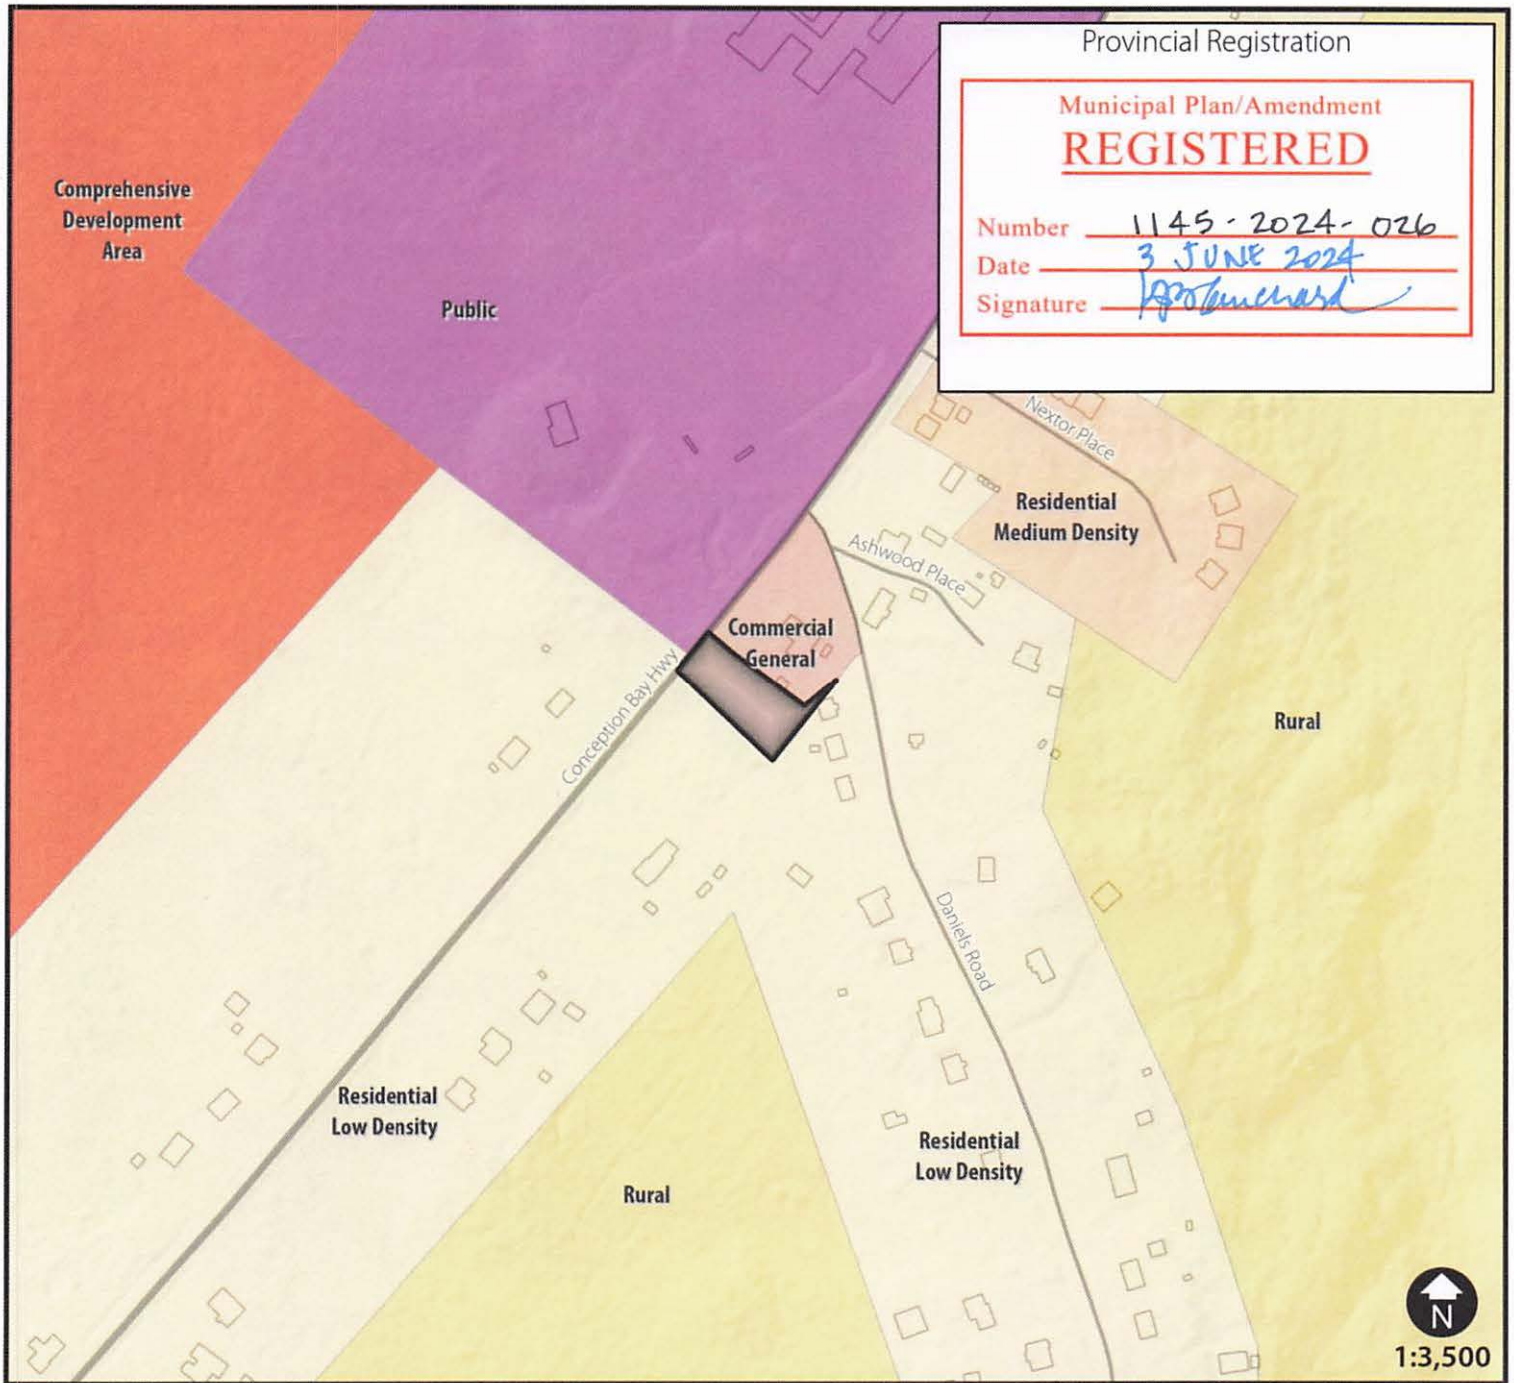 Provincial Registration
Municipal Plan/Amendment
REGISTERED
Number 1145-2024-026
Date 3 JUNE 2024
Signature
Comprehensive
Development
Area
Public
Nextor Place
Residential
Medium Density
Ashwood Place
Commercial
General
Conception Bay Hwy
Rural
Daniels Road
Residential
Low Density
Residential
Low Density
Rural
N
1:3,500